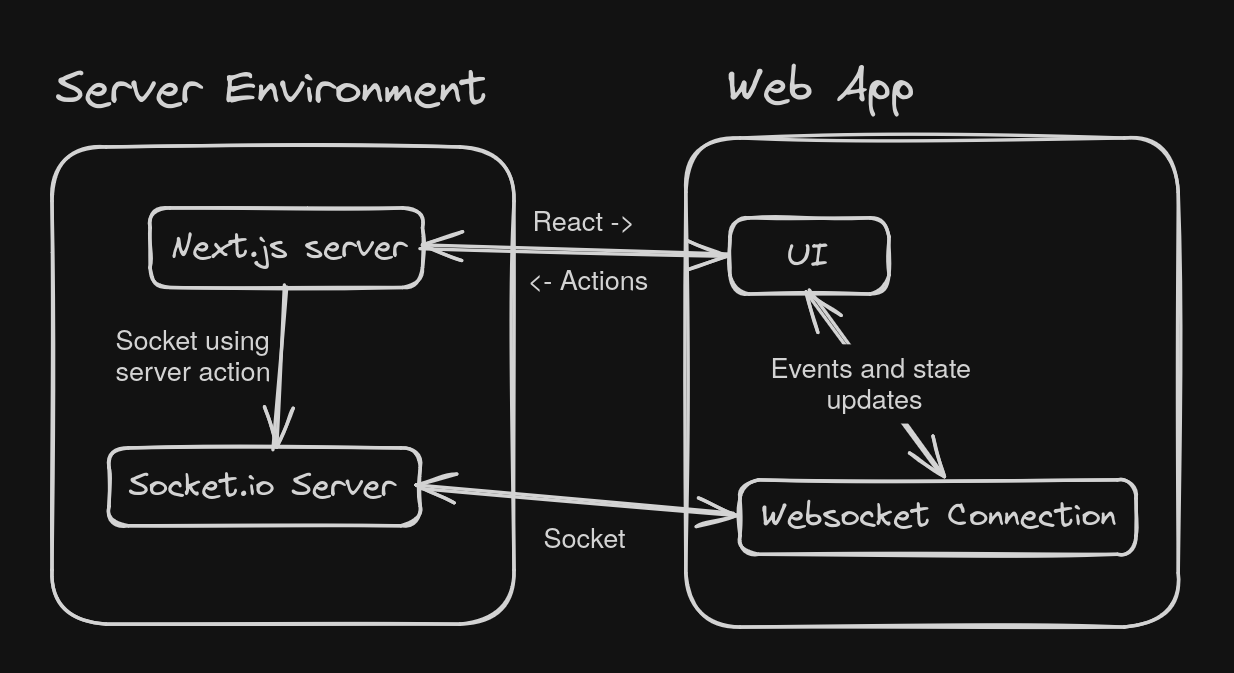 Server Environment
Web App
Next.js server
React ->
<- Actions
UI
Socket using
server action
Events and state
updates
Socket.io Server
Websocket Connection
Socket